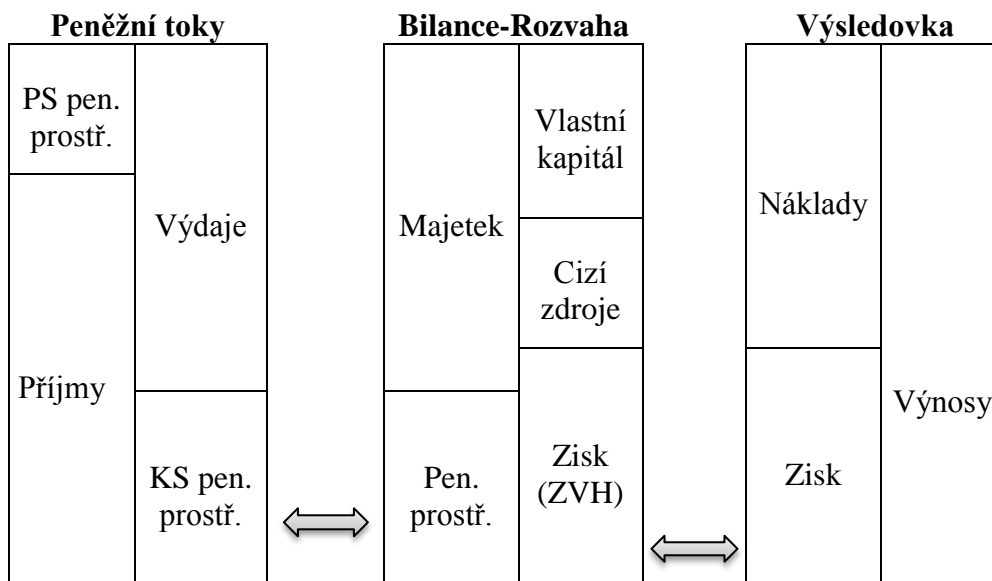 Peněžní toky
PS pen.
prostř.
Příjmy
Výdaje
KS pen.
prostř.
Bilance-Rozvaha
Majetek
Pen.
prostř.
Vlastní
kapitál
Cizí
zdroje
Zisk
(ZVH)
Výsledovka
Náklady
Zisk
Výnosy